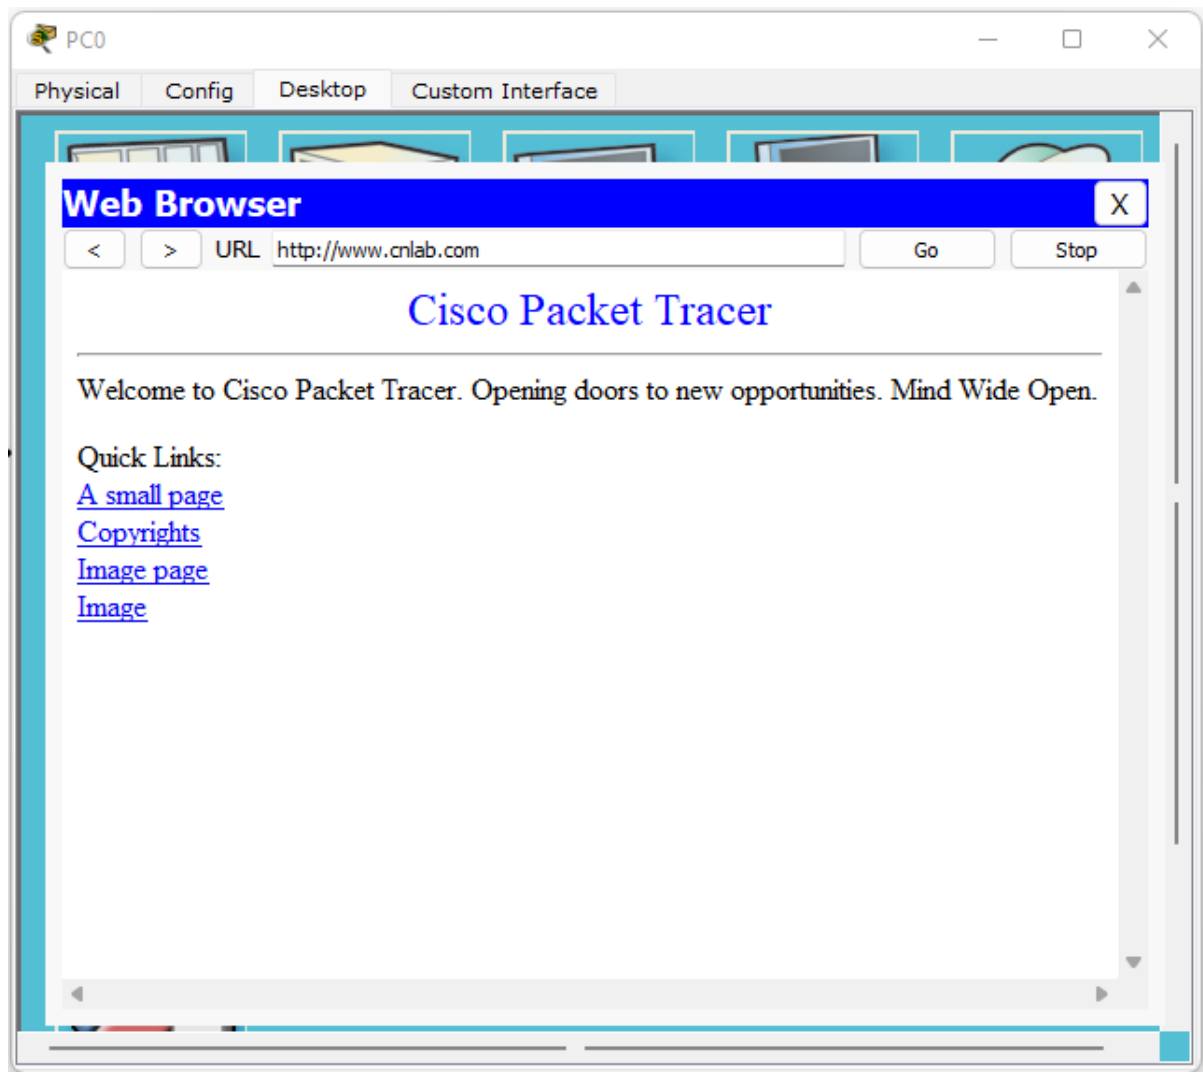 PC0
Physical Config Desktop Custom Interface
Web Browser X
< > URL http://www.cnlab.com Go Stop
Cisco Packet Tracer
Welcome to Cisco Packet Tracer. Opening doors to new opportunities. Mind Wide Open.
Quick Links:
A small page
Copyrights
Image page
Image